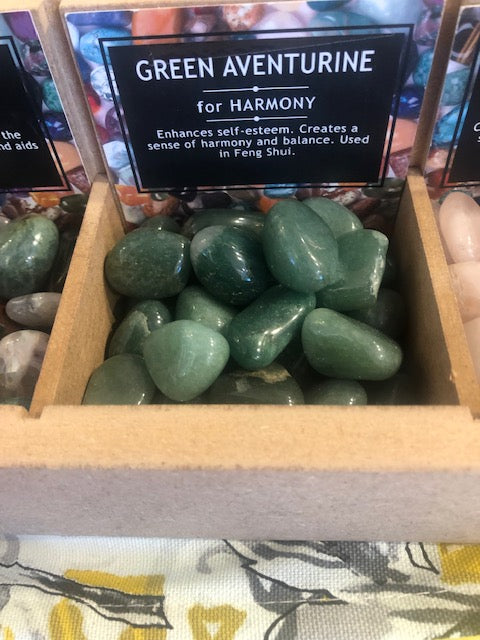 GREEN AVENTURINE
for HARMONY
Enhances self-esteem. Creates a
sense of harmony and balance. Used
in Feng Shui.
the
nd aids